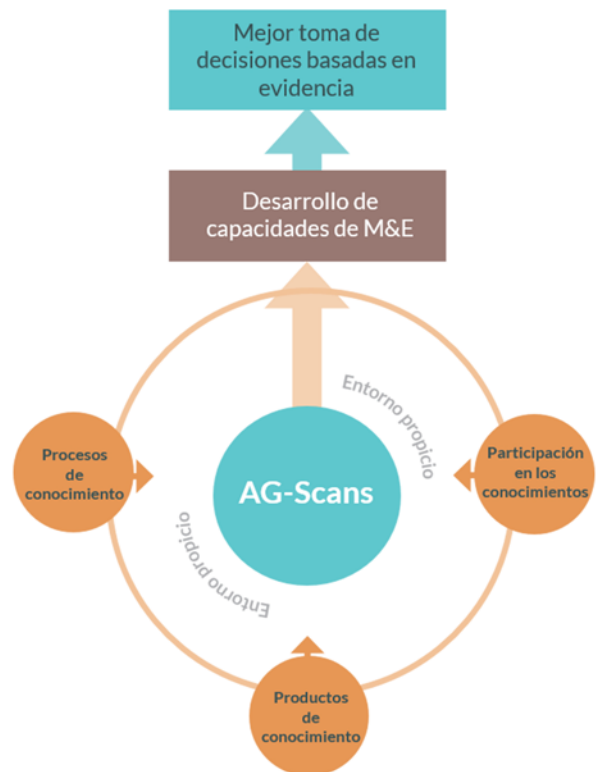 Mejor toma de
decisiones basadas en
evidencia
Desarrollo de
capacidades de M&E
Entorno propicio
Procesos
de
conocimiento
AG-Scans
Participación
en los
conocimientos
Entorno propicio
Productos
de
conocimiento